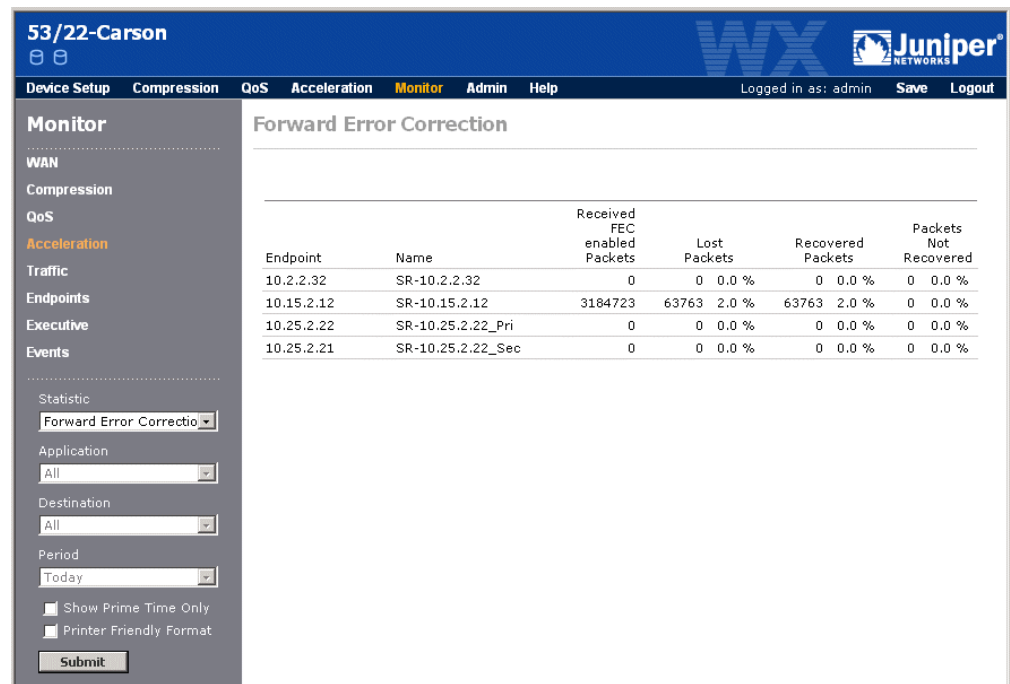 53/22-Carson
WX
Juniper®
NETWORKS
Device Setup Compression QoS Acceleration Monitor Admin Help Logged in as: admin Save Logout
Monitor
WAN
Compression
QoS
Acceleration
Traffic
Endpoints
Executive
Events
Statistic
Forward Error Correctio
Application
All
Destination
All
Period
Today
Show Prime Time Only
Printer Friendly Format
Submit
Forward Error Correction
Received
FEC
enabled Lost Recovered Packets Not
Endpoint Name Packets Packets Packets Recovered
10.2.2.32 SR-10.2.2.32 0 0 0.0 % 0 0.0 % 0 0.0 %
10.15.2.12 SR-10.15.2.12 3184723 63763 2.0 % 63763 2.0 % 0 0.0 %
10.25.2.22 SR-10.25.2.22_Pri 0 0 0.0 % 0 0.0 % 0 0.0 %
10.25.2.21 SR-10.25.2.22_Sec 0 0 0.0 % 0 0.0 % 0 0.0 %